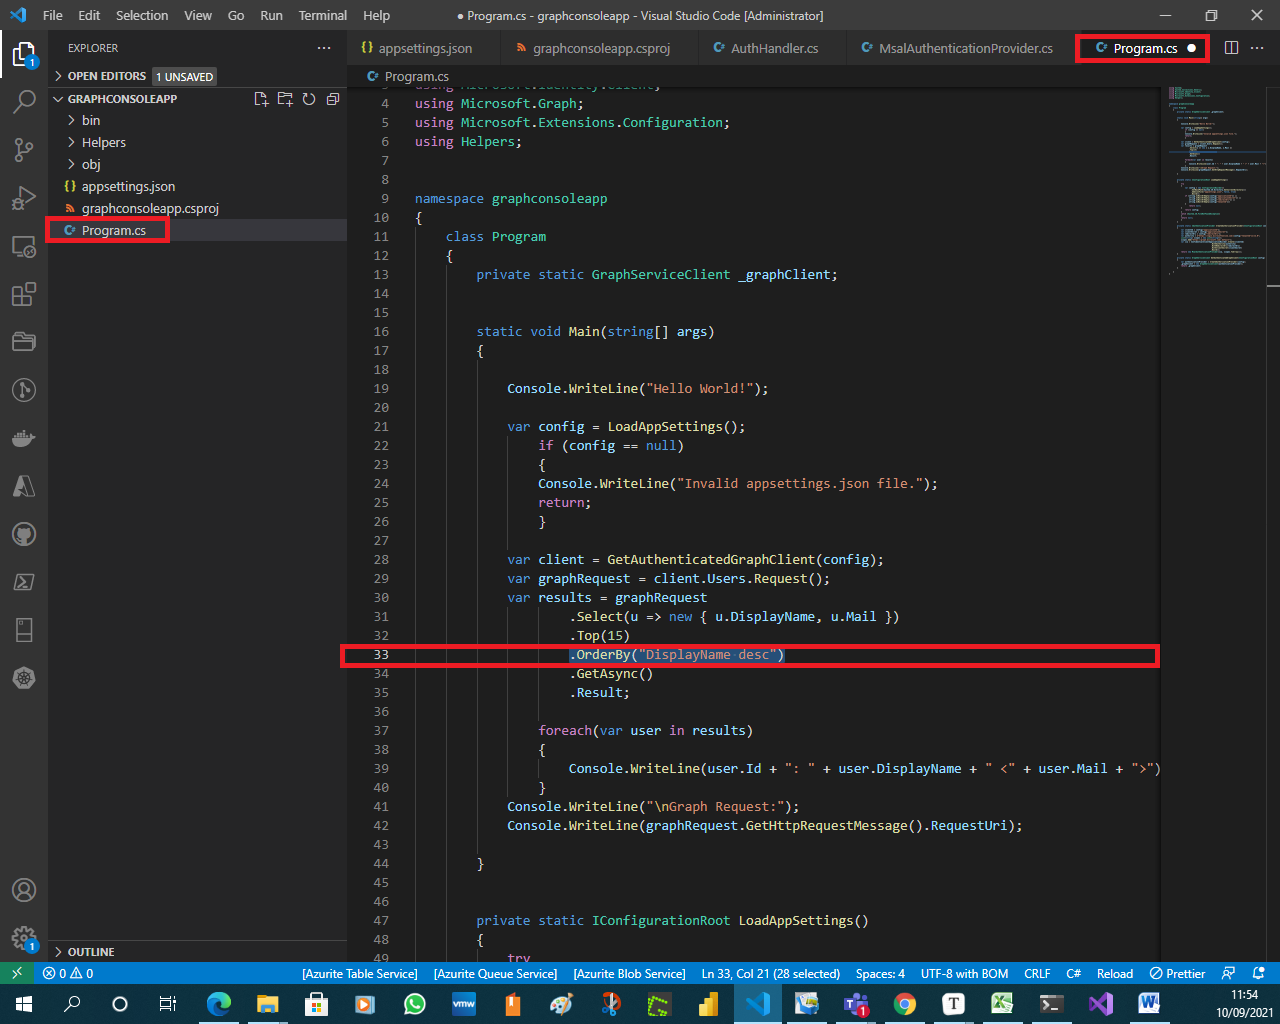 File Edit Selection View Go Run Terminal Help ● Program.cs - graphconsoleapp - Visual Studio Code [Administrator]
EXPLORER ···
OPEN EDITORS 1 UNSAVED
GRAPHCONSOLEAPP
bin
Helpers
obj
{} appsettings.json
graphconsoleapp.csproj
C# Program.cs
OUTLINE
{} appsettings.json graphconsoleapp.csproj C# AuthHandler.cs C# MsalAuthenticationProvider.cs C# Program.cs ●
C# Program.cs
3 using Microsoft.Identity.Client;
4 using Microsoft.Graph;
5 using Microsoft.Extensions.Configuration;
6 using Helpers;
7
8
9 namespace graphconsoleapp
10 {
11 class Program
12 {
13 private static GraphServiceClient _graphClient;
14
15
16 static void Main(string[] args)
17 {
18
19 Console.WriteLine("Hello World!");
20
21 var config = LoadAppSettings();
22 if (config == null)
23 {
24 Console.WriteLine("Invalid appsettings.json file.");
25 return;
26 }
27
28 var client = GetAuthenticatedGraphClient(config);
29 var graphRequest = client.Users.Request();
30 var results = graphRequest
31 .Select(u => new { u.DisplayName, u.Mail })
32 .Top(15)
33 .OrderBy("DisplayName desc")
34 .GetAsync()
35 .Result;
36
37 foreach(var user in results)
38 {
39 Console.WriteLine(user.Id + ": " + user.DisplayName + " <" + user.Mail + ">")
40 }
41 Console.WriteLine("\nGraph Request:");
42 Console.WriteLine(graphRequest.GetHttpRequestMessage().RequestUri);
43
44 }
45
46
47 private static IConfigurationRoot LoadAppSettings()
48 {
49 try
1
1
0 0 [Azurite Table Service] [Azurite Queue Service] [Azurite Blob Service] Ln 33, Col 21 (28 selected) Spaces: 4 UTF-8 with BOM CRLF C# Reload Prettier
vmw T 1
11:54
10/09/2021